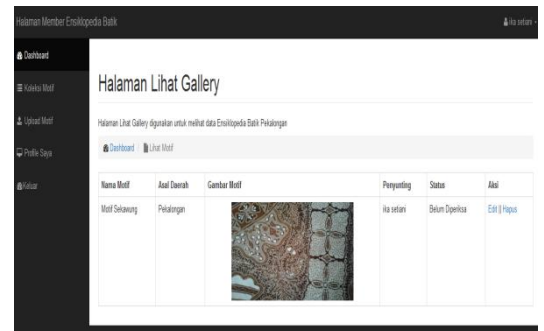 Halaman Member Ensiklopedia Batik
ika setiani
Dashboard
Koleksi Motif
Upload Motif
Profile Saya
Keluar
Halaman Lihat Gallery
Halaman Lihat Gallery digunakan untuk melihat data Ensiklopedia Batik Pekalongan
Dashboard / Lihat Motif
Nama Motif Asal Daerah Gambar Motif Penyunting Status Aksi
Motif Sekawung Pekalongan ika setiani Belum Diperiksa Edit || Hapus